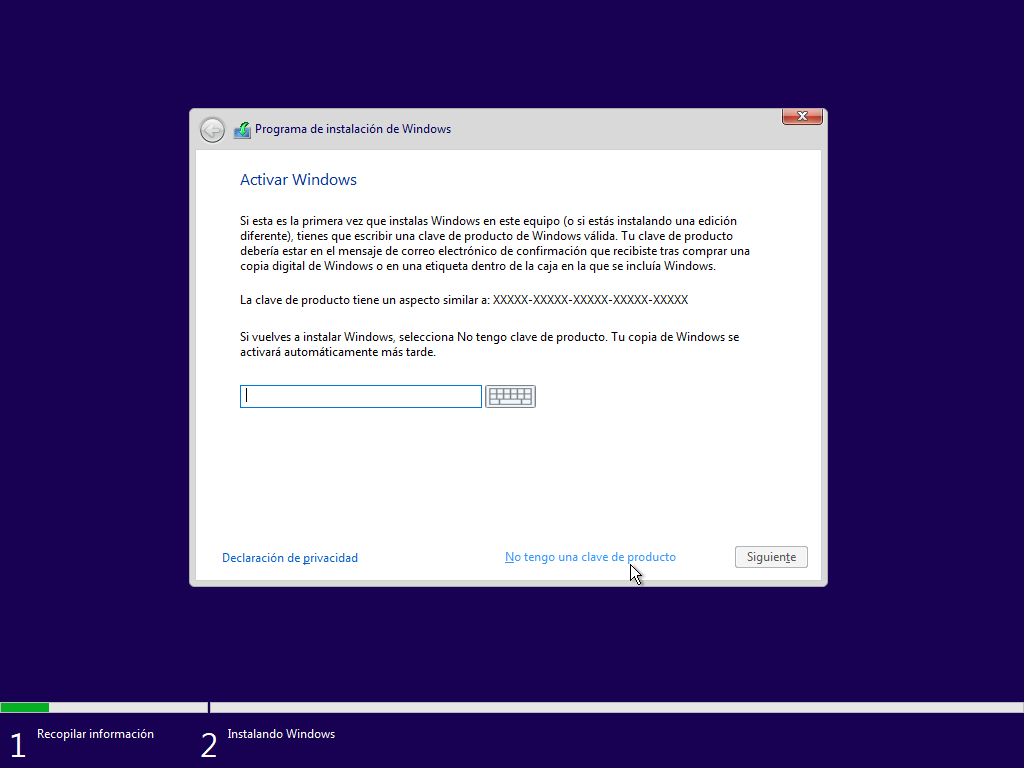 Programa de instalación de Windows
Activar Windows
Si esta es la primera vez que instalas Windows en este equipo (o si estás instalando una edición
diferente), tienes que escribir una clave de producto de Windows válida. Tu clave de producto
debería estar en el mensaje de correo electrónico de confirmación que recibiste tras comprar una
copia digital de Windows o en una etiqueta dentro de la caja en la que se incluía Windows.
La clave de producto tiene un aspecto similar a: XXXXX-XXXXX-XXXXX-XXXXX-XXXXX
Si vuelves a instalar Windows, selecciona No tengo clave de producto. Tu copia de Windows se
activará automáticamente más tarde.
Declaración de privacidad
No tengo una clave de producto
Siguiente
1 Recopilar información
2 Instalando Windows